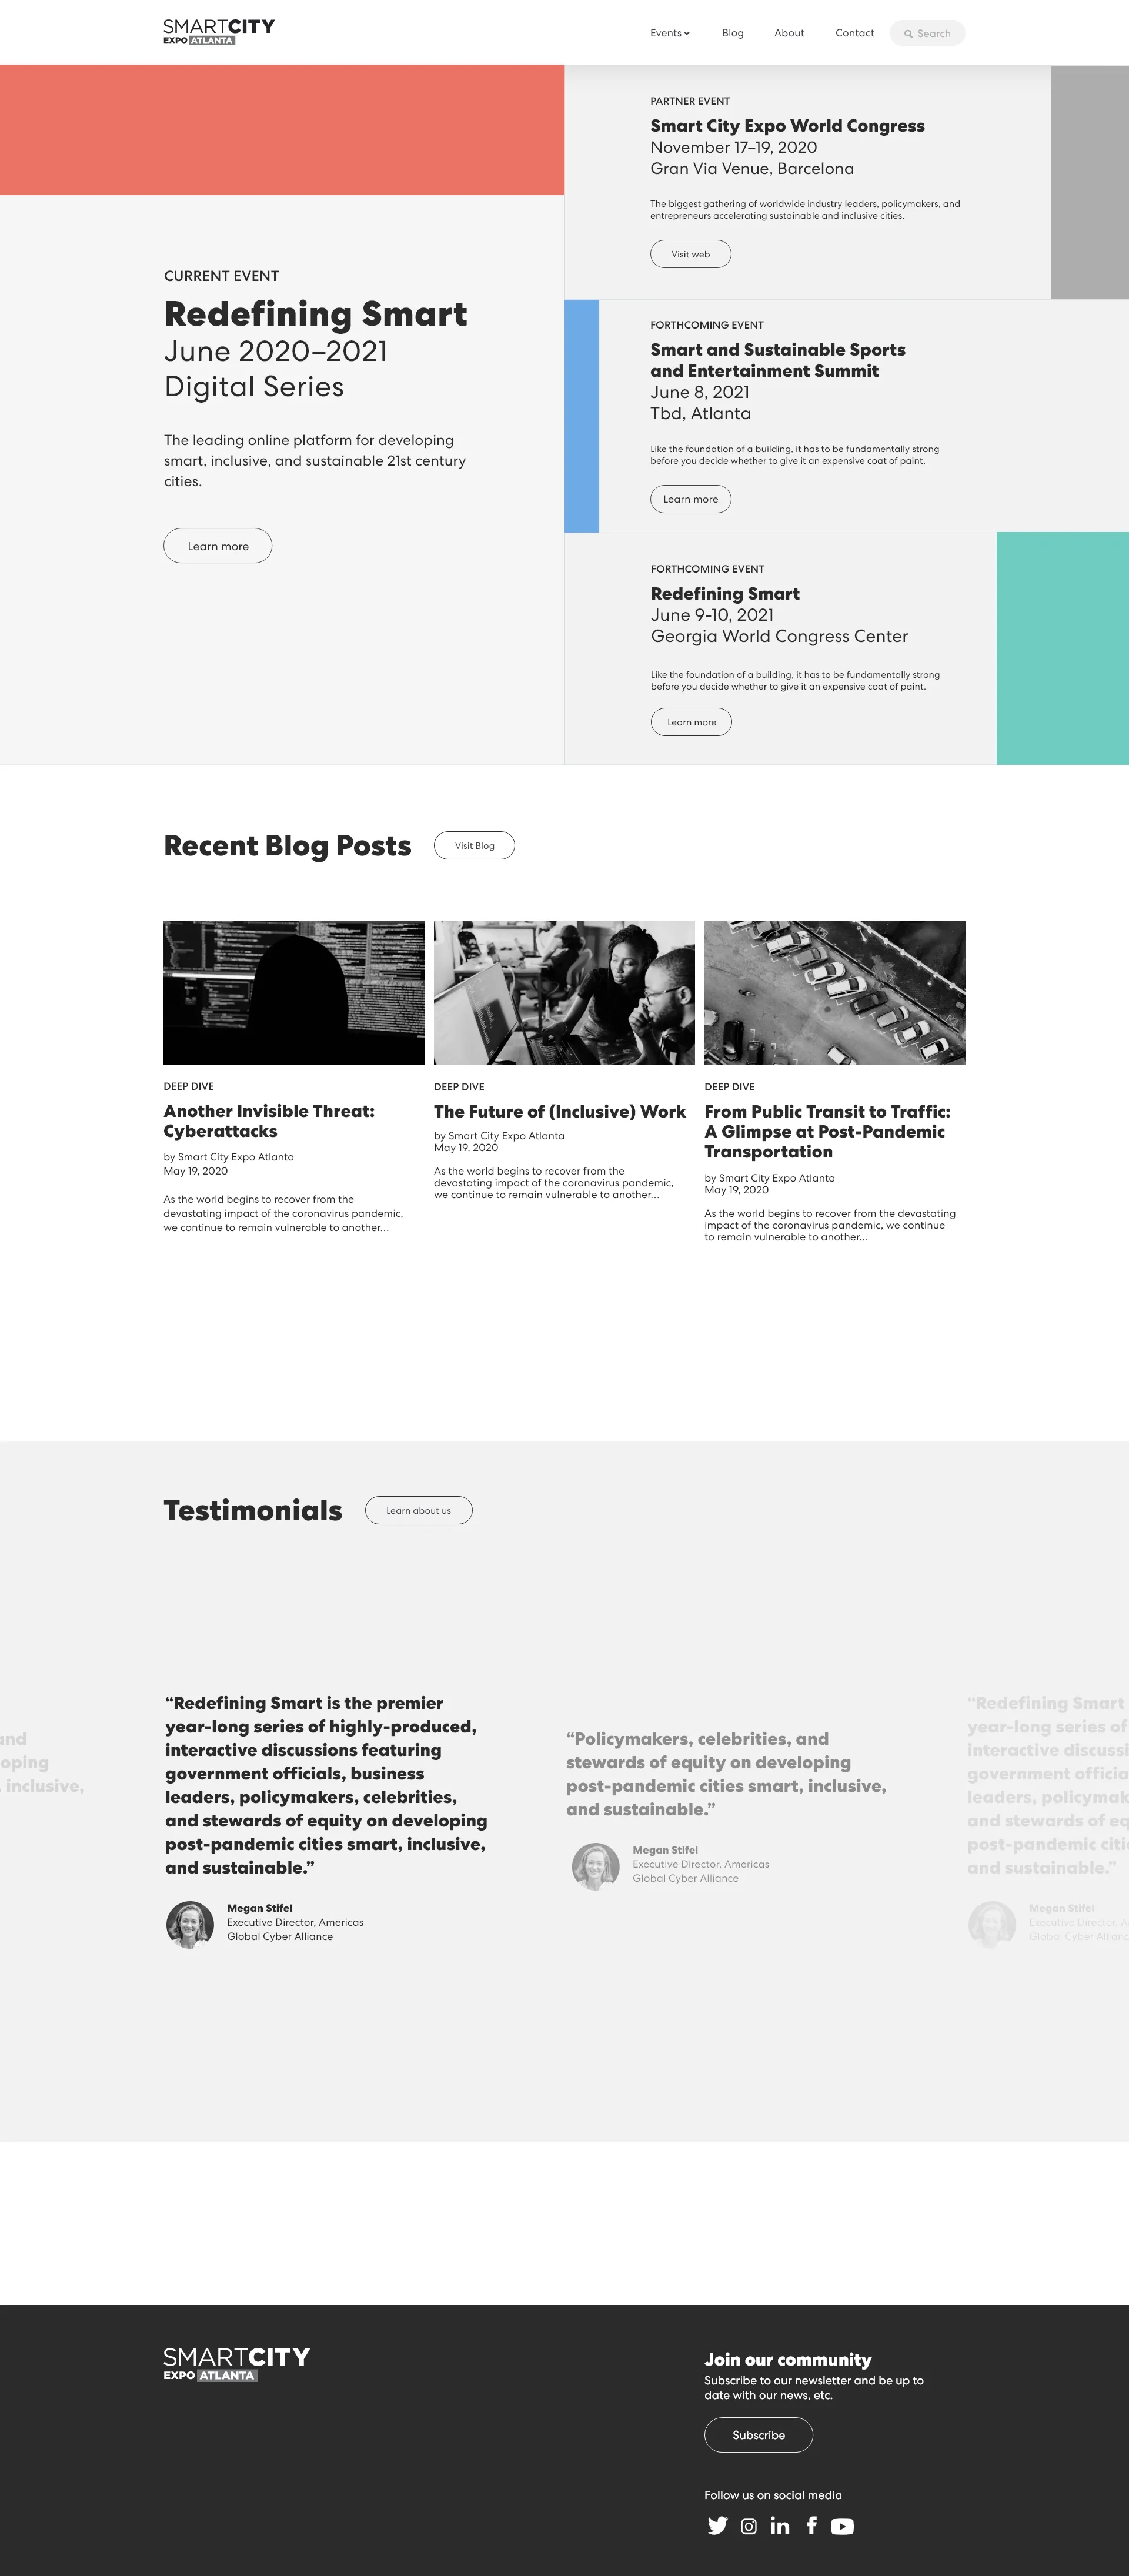 SMARTCITY
EXPO ATLANTA
Events
Blog
About
Contact
Search
CURRENT EVENT
Redefining Smart
June 2020–2021
Digital Series
The leading online platform for developing
smart, inclusive, and sustainable 21st century
cities.
Learn more
PARTNER EVENT
Smart City Expo World Congress
November 17–19, 2020
Gran Via Venue, Barcelona
The biggest gathering of worldwide industry leaders, policymakers, and
entrepreneurs accelerating sustainable and inclusive cities.
Visit web
FORTHCOMING EVENT
Smart and Sustainable Sports
and Entertainment Summit
June 8, 2021
Tbd, Atlanta
Like the foundation of a building, it has to be fundamentally strong
before you decide whether to give it an expensive coat of paint.
Learn more
FORTHCOMING EVENT
Redefining Smart
June 9-10, 2021
Georgia World Congress Center
Like the foundation of a building, it has to be fundamentally strong
before you decide whether to give it an expensive coat of paint.
Learn more
Recent Blog Posts
Visit Blog
DEEP DIVE
Another Invisible Threat:
Cyberattacks
by Smart City Expo Atlanta
May 19, 2020
As the world begins to recover from the
devastating impact of the coronavirus pandemic,
we continue to remain vulnerable to another...
DEEP DIVE
The Future of (Inclusive) Work
by Smart City Expo Atlanta
May 19, 2020
As the world begins to recover from the
devastating impact of the coronavirus pandemic,
we continue to remain vulnerable to another...
DEEP DIVE
From Public Transit to Traffic:
A Glimpse at Post-Pandemic
Transportation
by Smart City Expo Atlanta
May 19, 2020
As the world begins to recover from the devastating
impact of the coronavirus pandemic, we continue
to remain vulnerable to another...
Testimonials
Learn about us
and
oping
, inclusive,
“Redefining Smart is the premier
year-long series of highly-produced,
interactive discussions featuring
government officials, business
leaders, policymakers, celebrities,
and stewards of equity on developing
post-pandemic cities smart, inclusive,
and sustainable.”
Megan Stifel
Executive Director, Americas
Global Cyber Alliance
“Policymakers, celebrities, and
stewards of equity on developing
post-pandemic cities smart, inclusive,
and sustainable.”
Megan Stifel
Executive Director, Americas
Global Cyber Alliance
“Redefining Smart
year-long series of
interactive discussi
government officia
leaders, policymak
and stewards of eq
post-pandemic citi
and sustainable.”
Megan Stifel
Executive Director, A
Global Cyber Allianc
SMARTCITY
EXPO ATLANTA
Join our community
Subscribe to our newsletter and be up to
date with our news, etc.
Subscribe
Follow us on social media